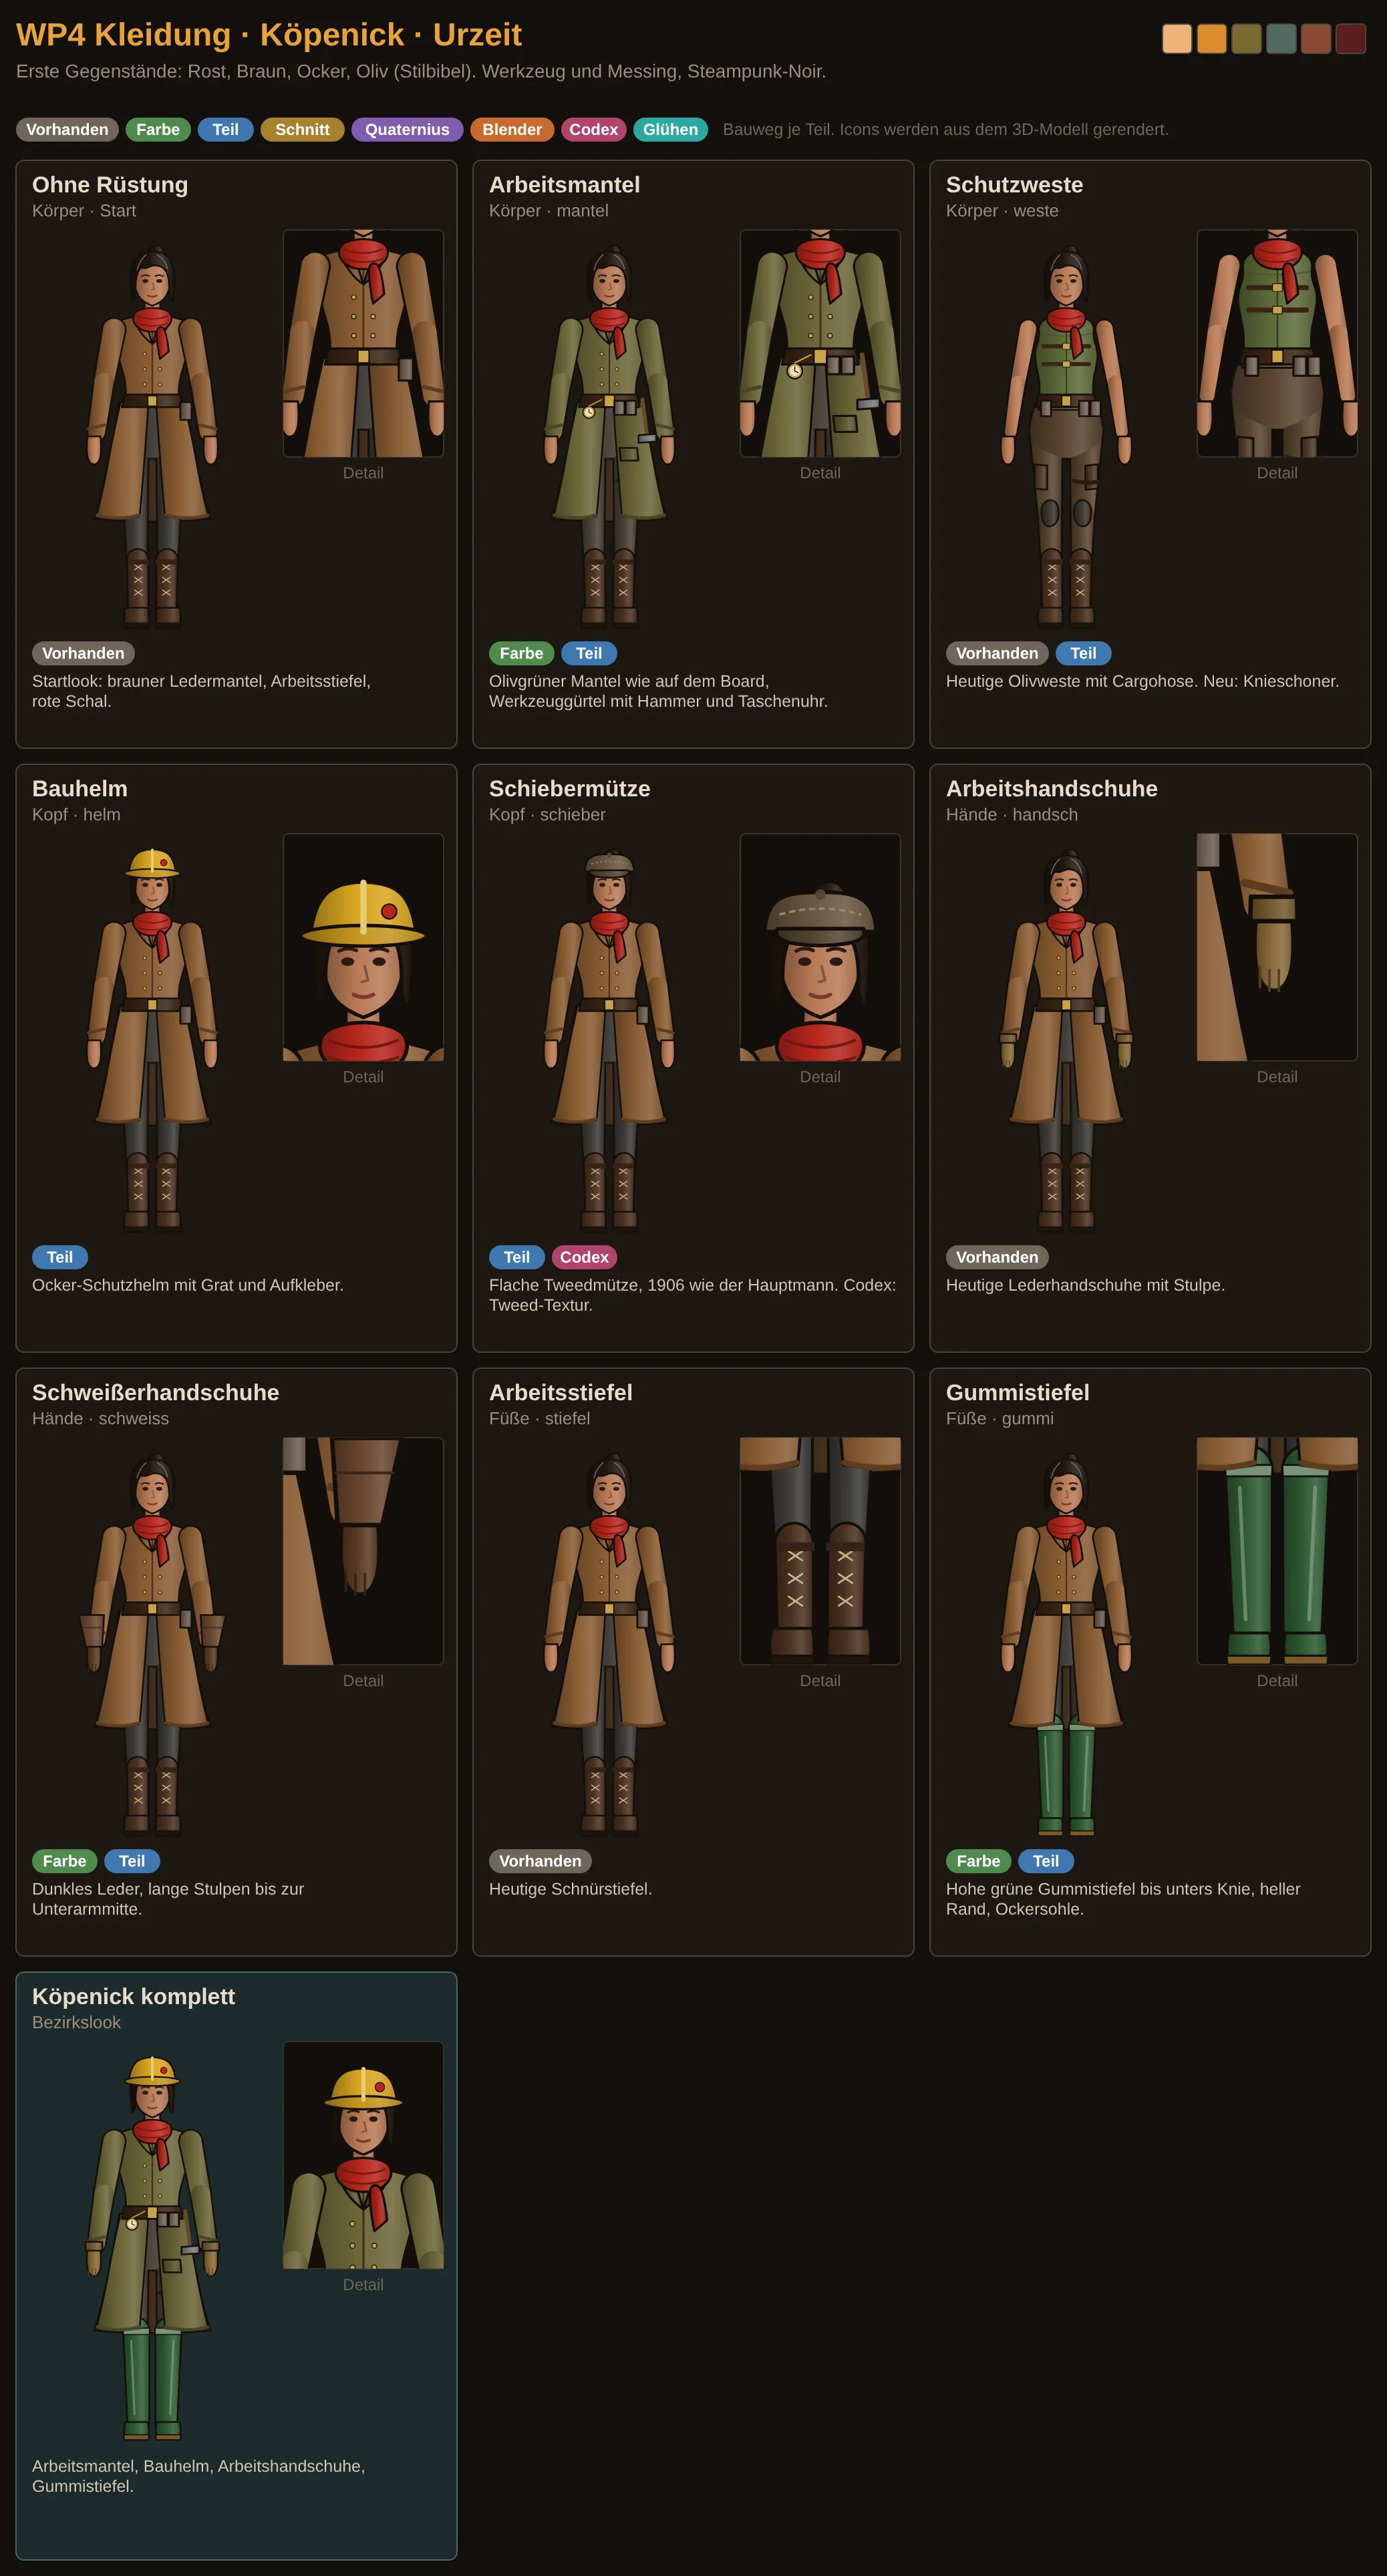 WP4 Kleidung · Köpenick · Urzeit
Erste Gegenstände: Rost, Braun, Ocker, Oliv (Stilbibel). Werkzeug und Messing, Steampunk-Noir.
Vorhanden Farbe Teil Schnitt Quaternius Blender Codex Glühen Bauweg je Teil. Icons werden aus dem 3D-Modell gerendert.
Ohne Rüstung
Körper · Start
Detail
Vorhanden
Startlook: brauner Ledermantel, Arbeitsstiefel,
rote Schal.
Arbeitsmantel
Körper · mantel
Detail
Farbe Teil
Olivgrüner Mantel wie auf dem Board,
Werkzeuggürtel mit Hammer und Taschenuhr.
Schutzweste
Körper · weste
Detail
Vorhanden Teil
Heutige Olivweste mit Cargohose. Neu: Knieschoner.
Bauhelm
Kopf · helm
Detail
Teil
Ocker-Schutzhelm mit Grat und Aufkleber.
Schiebermütze
Kopf · schieber
Detail
Teil Codex
Flache Tweedmütze, 1906 wie der Hauptmann. Codex:
Tweed-Textur.
Arbeitshandschuhe
Hände · handsch
Detail
Vorhanden
Heutige Lederhandschuhe mit Stulpe.
Schweißerhandschuhe
Hände · schweiss
Detail
Farbe Teil
Dunkles Leder, lange Stulpen bis zur
Unterarmmitte.
Arbeitsstiefel
Füße · stiefel
Detail
Vorhanden
Heutige Schnürstiefel.
Gummistiefel
Füße · gummi
Detail
Farbe Teil
Hohe grüne Gummistiefel bis unters Knie, heller
Rand, Ockersohle.
Köpenick komplett
Bezirkslook
Detail
Arbeitsmantel, Bauhelm, Arbeitshandschuhe,
Gummistiefel.